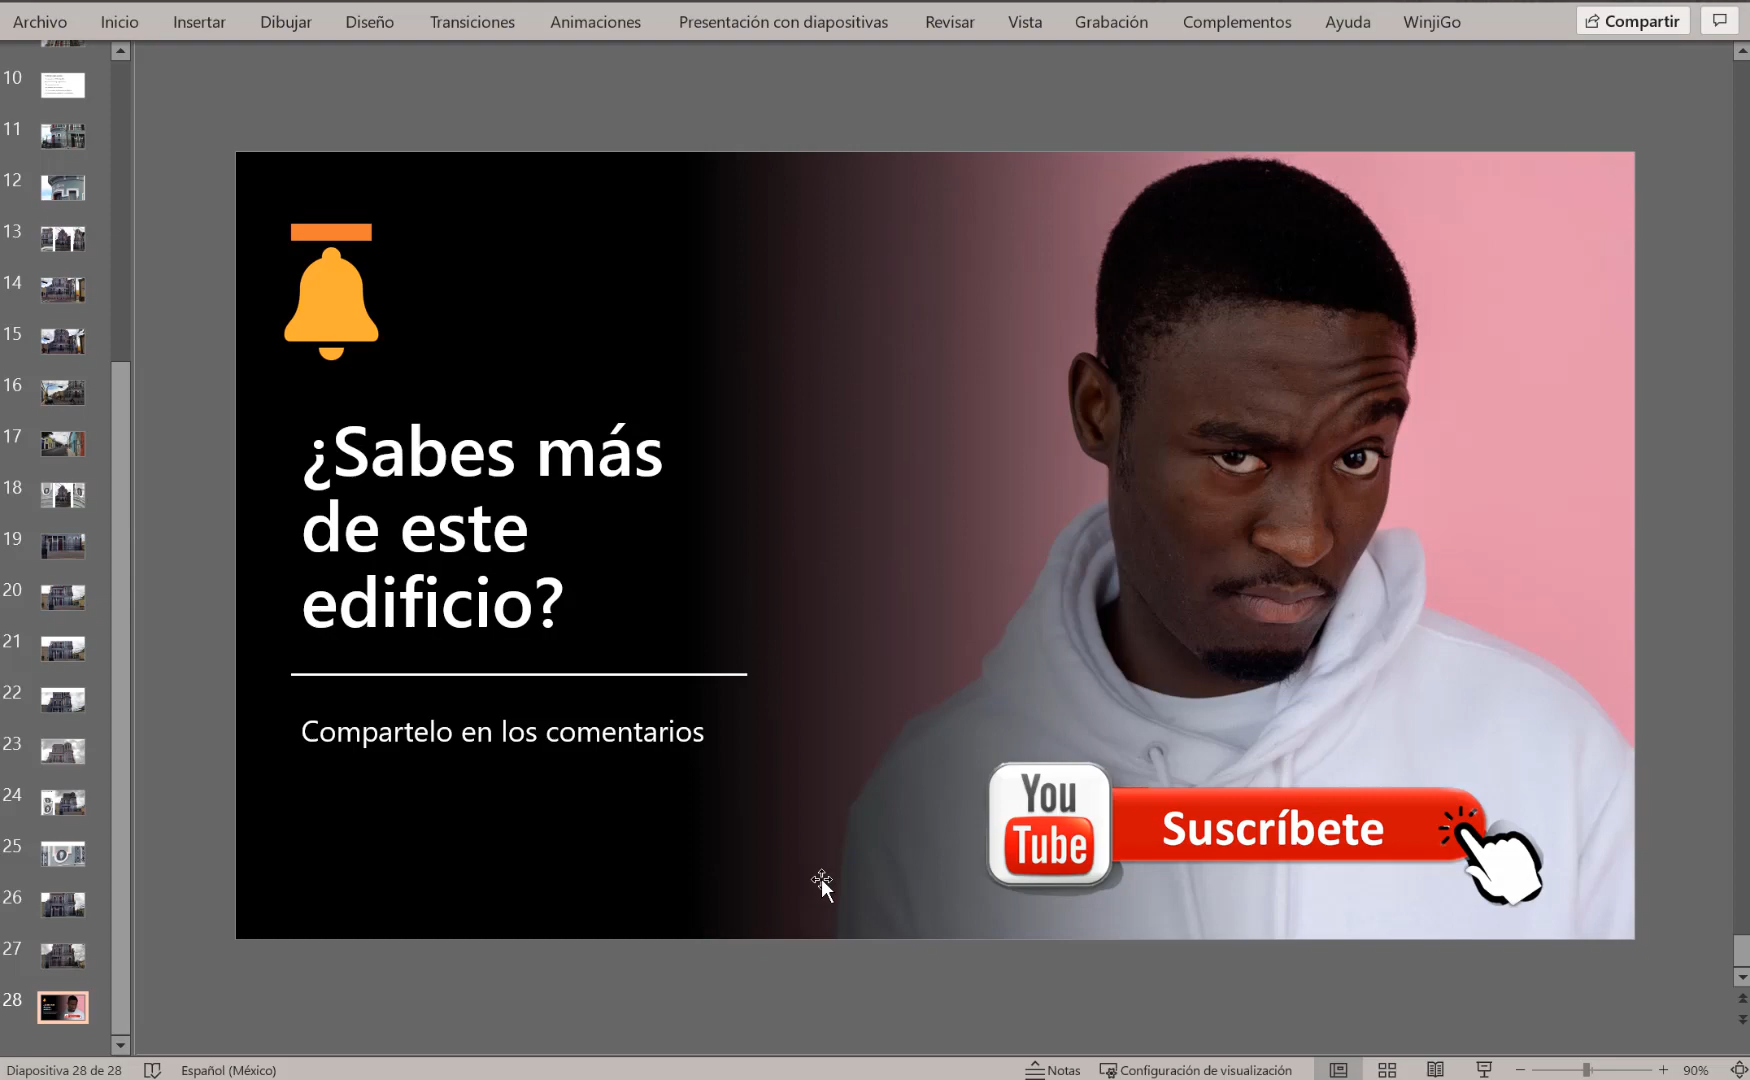 Archivo Inicio Insertar Dibujar Diseño Transiciones Animaciones Presentación con diapositivas Revisar Vista Grabación Complementos Ayuda WinjiGo Compartir
10
11
12
13
14
15
16
17
18
19
20
21
22
23
24
25
26
27
28
¿Sabes más
de este
edificio?
Compartelo en los comentarios
You
Tube
Suscríbete
Diapositiva 28 de 28 Español (México) Notas Configuración de visualización 90%